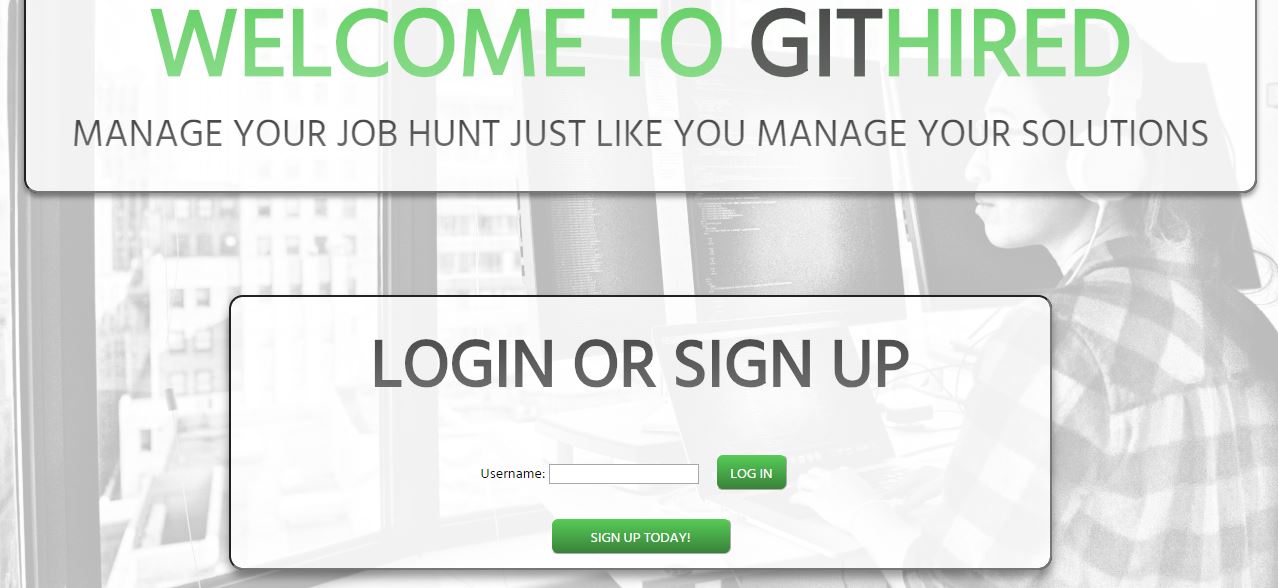 WELCOME TO GITHIRED
MANAGE YOUR JOB HUNT JUST LIKE YOU MANAGE YOUR SOLUTIONS
LOGIN OR SIGN UP
Username: LOG IN
SIGN UP TODAY!